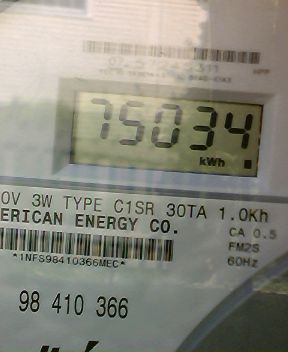 75034
kWh
0V 3W TYPE C1SR 30TA 1.0Kh
ERICAN ENERGY CO.
CA 0.5
FM2S
60Hz
*1NFS98410366MEC*
98 410 366